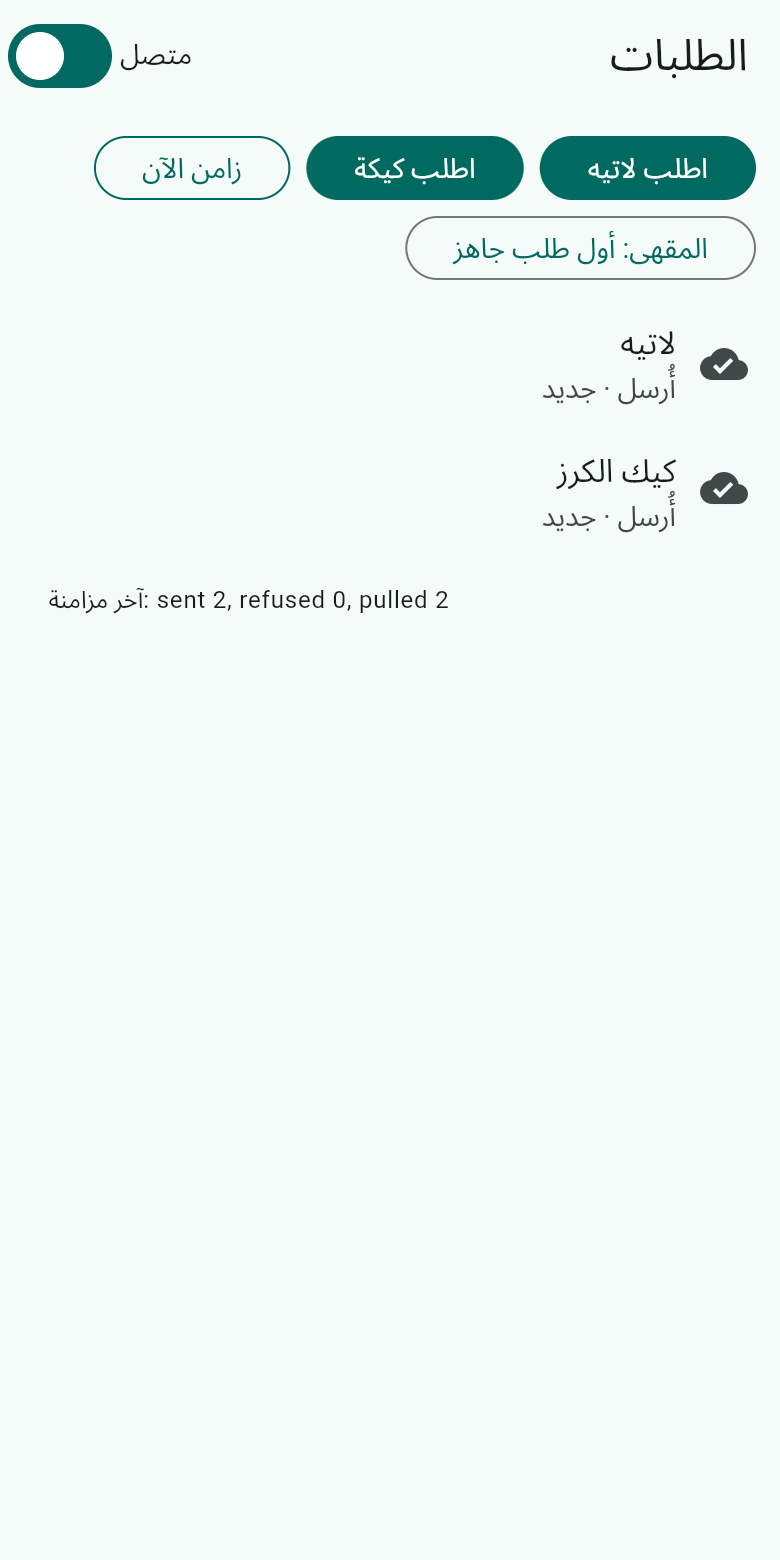 الطلبات
متصل
اطلب لاتيه
اطلب كيكة
زامن الآن
المقهى: أول طلب جاهز
لاتيه
أُرسل · جديد
كيك الكرز
أُرسل · جديد
آخر مزامنة: sent 2, refused 0, pulled 2